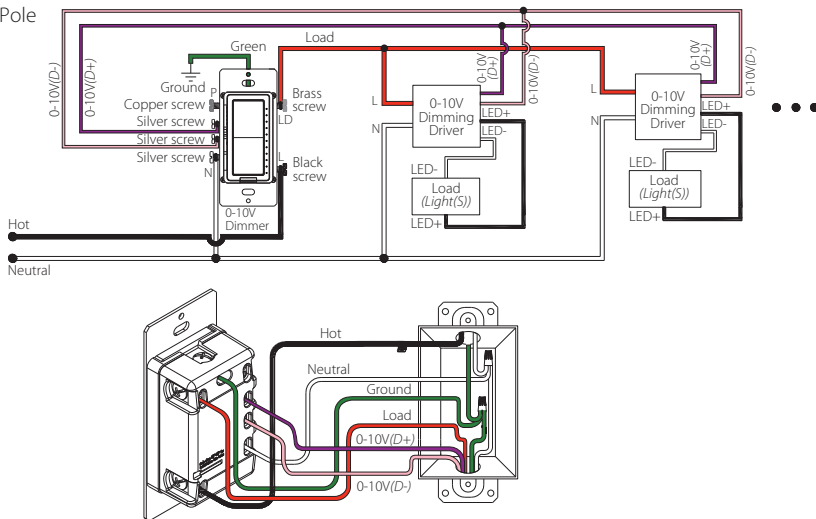 Pole
Green
Load
0-10V(D-)
0-10V(D+)
Ground
P
Copper screw
Silver screw
Silver screw
Silver screw
N
Brass
screw
LD
L
Black
screw
0-10V
Dimmer
Hot
Neutral
L
N
0-10V
Dimming
Driver
0-10V
(D+)
0-10V(D-)
LED+
LED-
LED-
Load
(Light(S))
LED+
L
N
0-10V
Dimming
Driver
0-10V
(D+)
0-10V(D-)
LED+
LED-
LED-
Load
(Light(S))
LED+
Hot
Neutral
Ground
Load
0-10V(D+)
0-10V(D-)